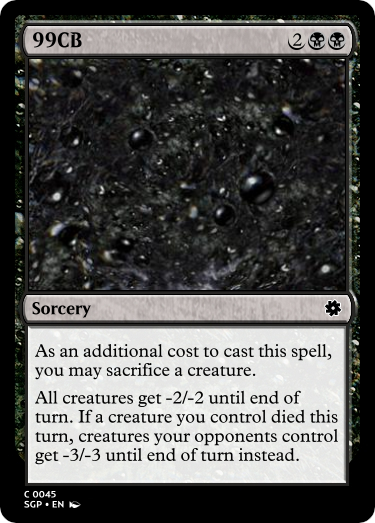 99CB 2
Sorcery
As an additional cost to cast this spell,
you may sacrifice a creature.
All creatures get -2/-2 until end of
turn. If a creature you control died this
turn, creatures your opponents control
get -3/-3 until end of turn instead.
C 0045
SGP • EN